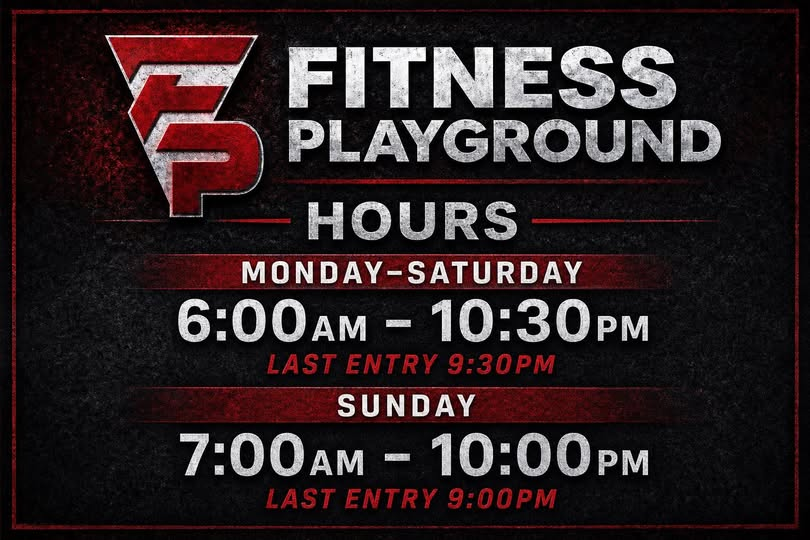 FP
FITNESS
PLAYGROUND
HOURS
MONDAY–SATURDAY
6:00AM – 10:30PM
LAST ENTRY 9:30PM
SUNDAY
7:00AM – 10:00PM
LAST ENTRY 9:00PM